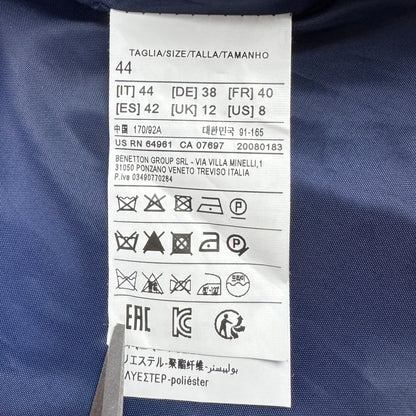 TAGLIA/SIZE/TALLA/TAMANHO
44
[IT] 44 [DE] 38 [FR] 40
[ES] 42 [UK] 12 [US] 8
中国 170/92A 대한민국 91-165
US RN 64961 CA 07697 20080183
BENETTON GROUP SRL - VIA VILLA MINELLI,1
31050 PONZANO VENETO TREVISO ITALIA
P.iva 03490770264
P
P
EAC
リエステル-聚酯纤维-بوليستر
ΛΥΕΣΤΕΡ-poliéster